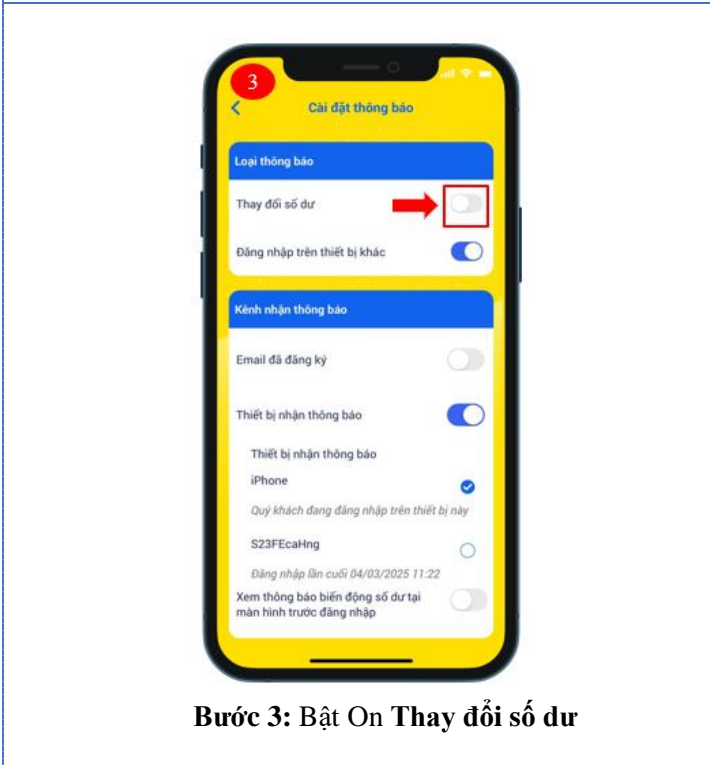 3
Cài đặt thông báo
Loại thông báo
Thay đổi số dư
Đăng nhập trên thiết bị khác
Kênh nhận thông báo
Email đã đăng ký
Thiết bị nhận thông báo
Thiết bị nhận thông báo
iPhone
Quý khách đang đăng nhập trên thiết bị này
S23FEcaHng
Đăng nhập lần cuối 04/03/2025 11:22
Xem thông báo biến động số dư tại
màn hình trước đăng nhập
Bước 3: Bật On Thay đổi số dư